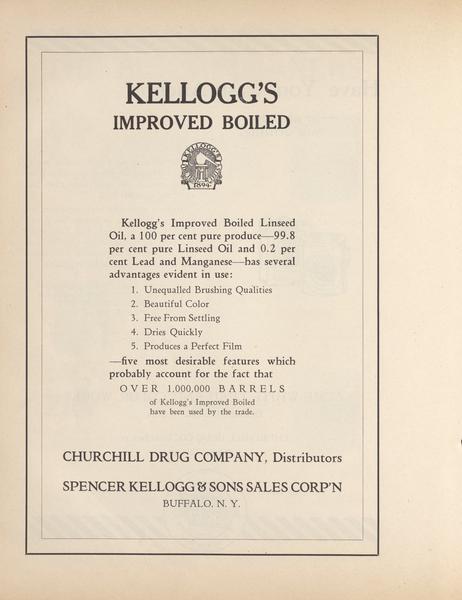 KELLOGG'S
IMPROVED BOILED
KELLOGG'S
1894
Kellogg's Improved Boiled Linseed
Oil, a 100 per cent pure produce—99.8
per cent pure Linseed Oil and 0.2 per
cent Lead and Manganese—has several
advantages evident in use:
1. Unequalled Brushing Qualities
2. Beautiful Color
3. Free From Settling
4. Dries Quickly
5. Produces a Perfect Film
—five most desirable features which
probably account for the fact that
OVER 1,000,000 BARRELS
of Kellogg's Improved Boiled
have been used by the trade.
CHURCHILL DRUG COMPANY, Distributors
SPENCER KELLOGG & SONS SALES CORP'N
BUFFALO, N. Y.